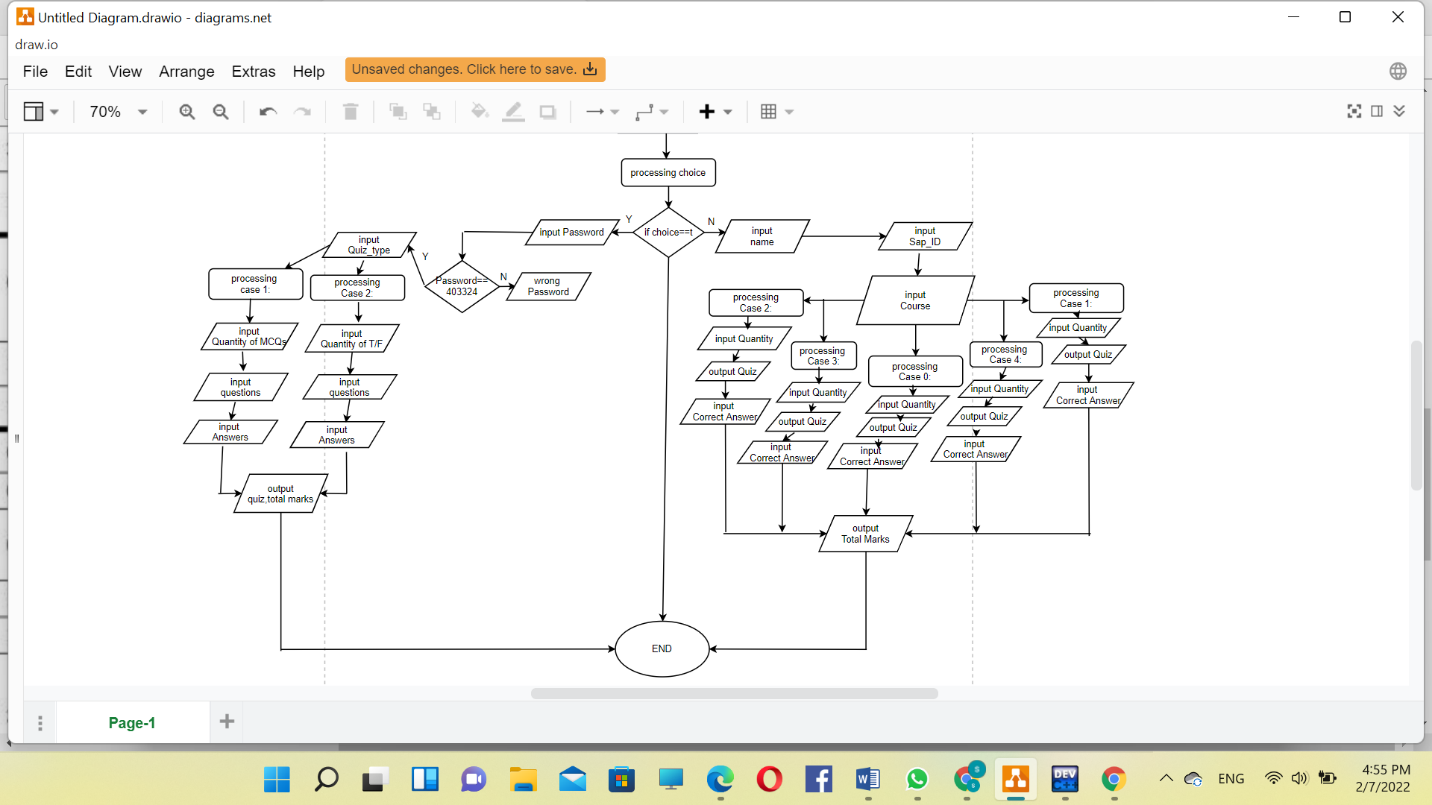 Untitled Diagram.drawio - diagrams.net
draw.io
File Edit View Arrange Extras Help
Unsaved changes. Click here to save.
70%
processing choice
if choice==t
Y
N
input Password
input
name
input
Sap_ID
input
Quiz_type
Y
Password==
403324
N
wrong
Password
processing
case 1:
processing
Case 2:
input
Quantity of MCQs
input
Quantity of T/F
input
questions
input
questions
input
Answers
input
Answers
output
quiz,total marks
input
Course
processing
Case 2:
input Quantity
output Quiz
input
Correct Answer
processing
Case 3:
input Quantity
output Quiz
input
Correct Answer
processing
Case 0:
input Quantity
output Quiz
input
Correct Answer
processing
Case 4:
input Quantity
output Quiz
input
Correct Answer
processing
Case 1:
input Quantity
output Quiz
input
Correct Answer
output
Total Marks
END
Page-1
DEV
C++
S
ENG
4:55 PM
2/7/2022